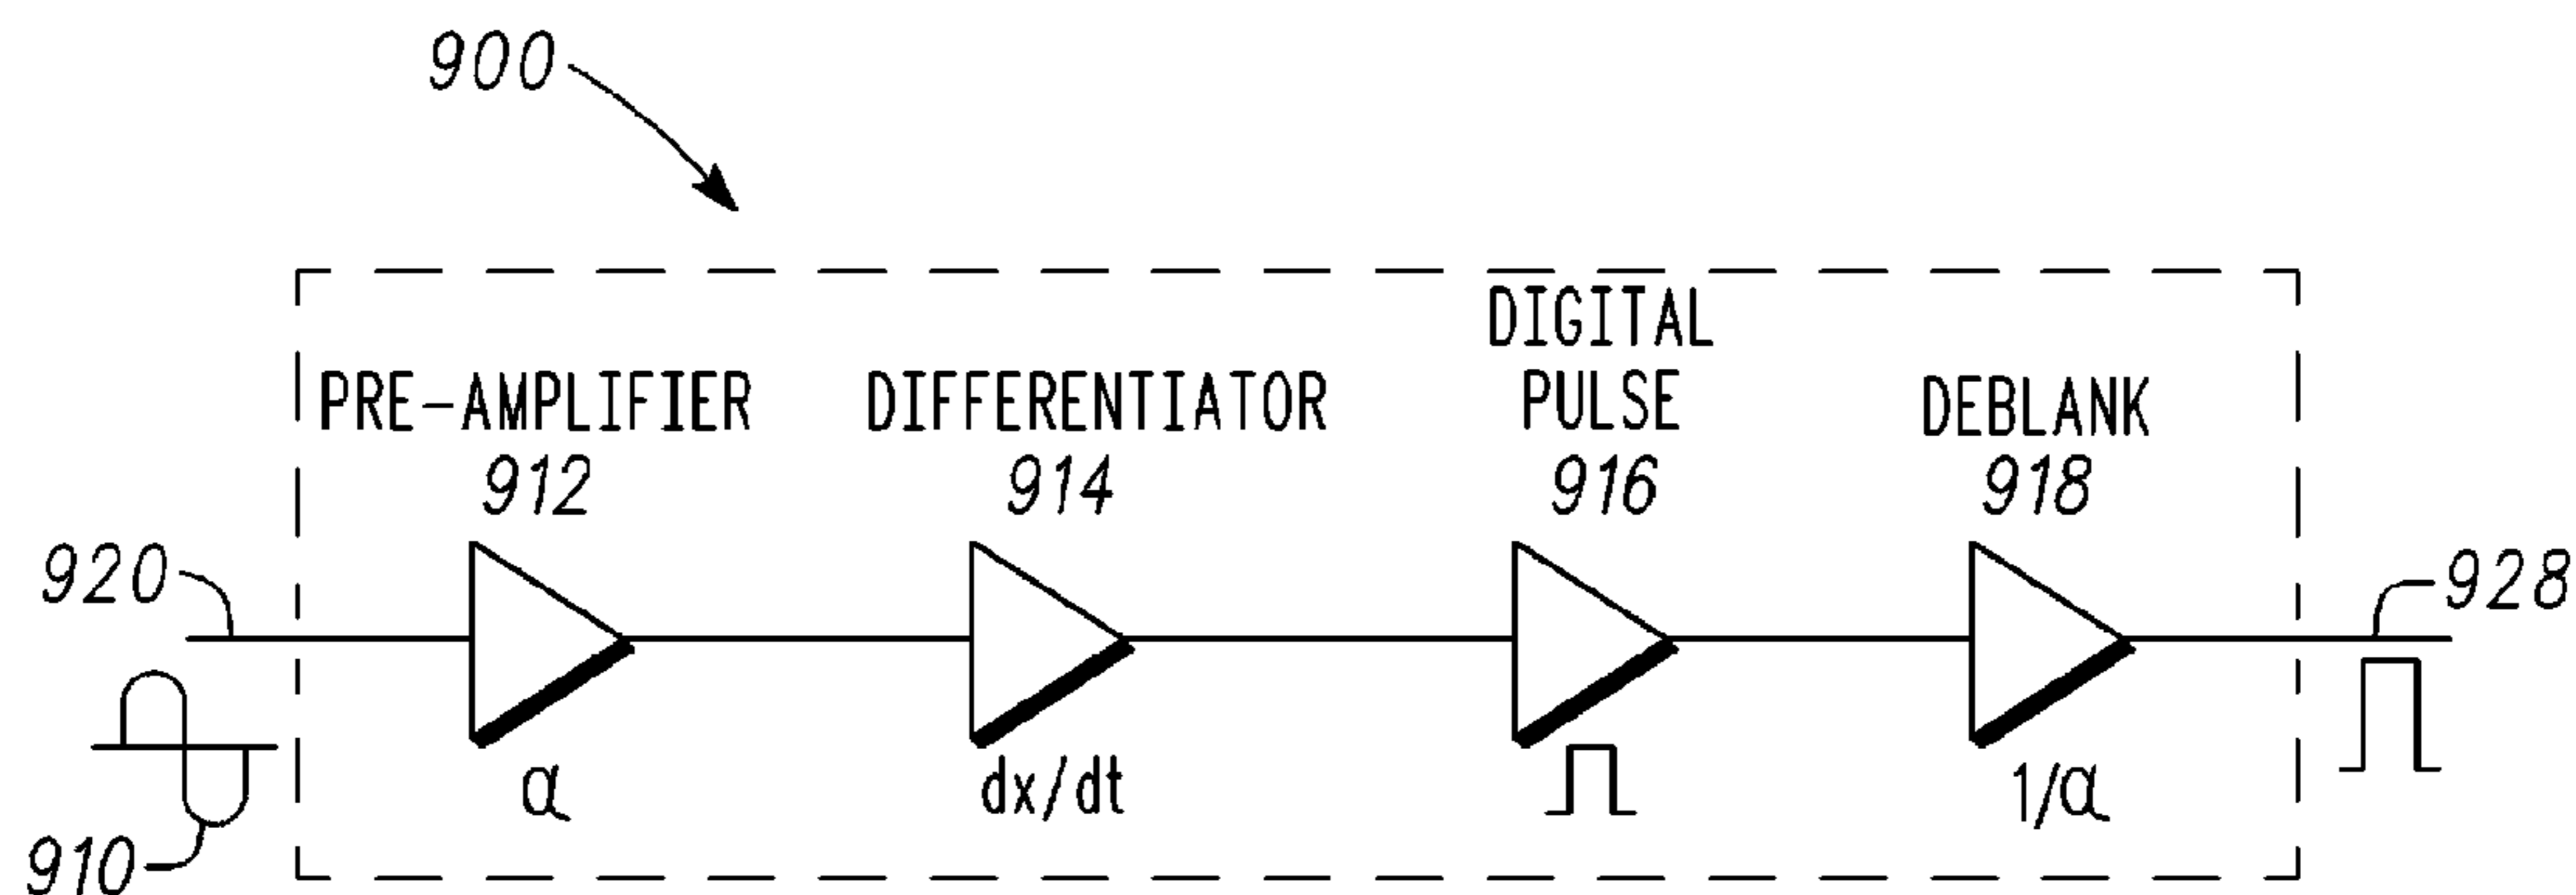 900
DIGITAL
PRE-AMPLIFIER DIFFERENTIATOR PULSE DEBLANK
912 914 916 918
920 928
α dx/dt 1/α
910